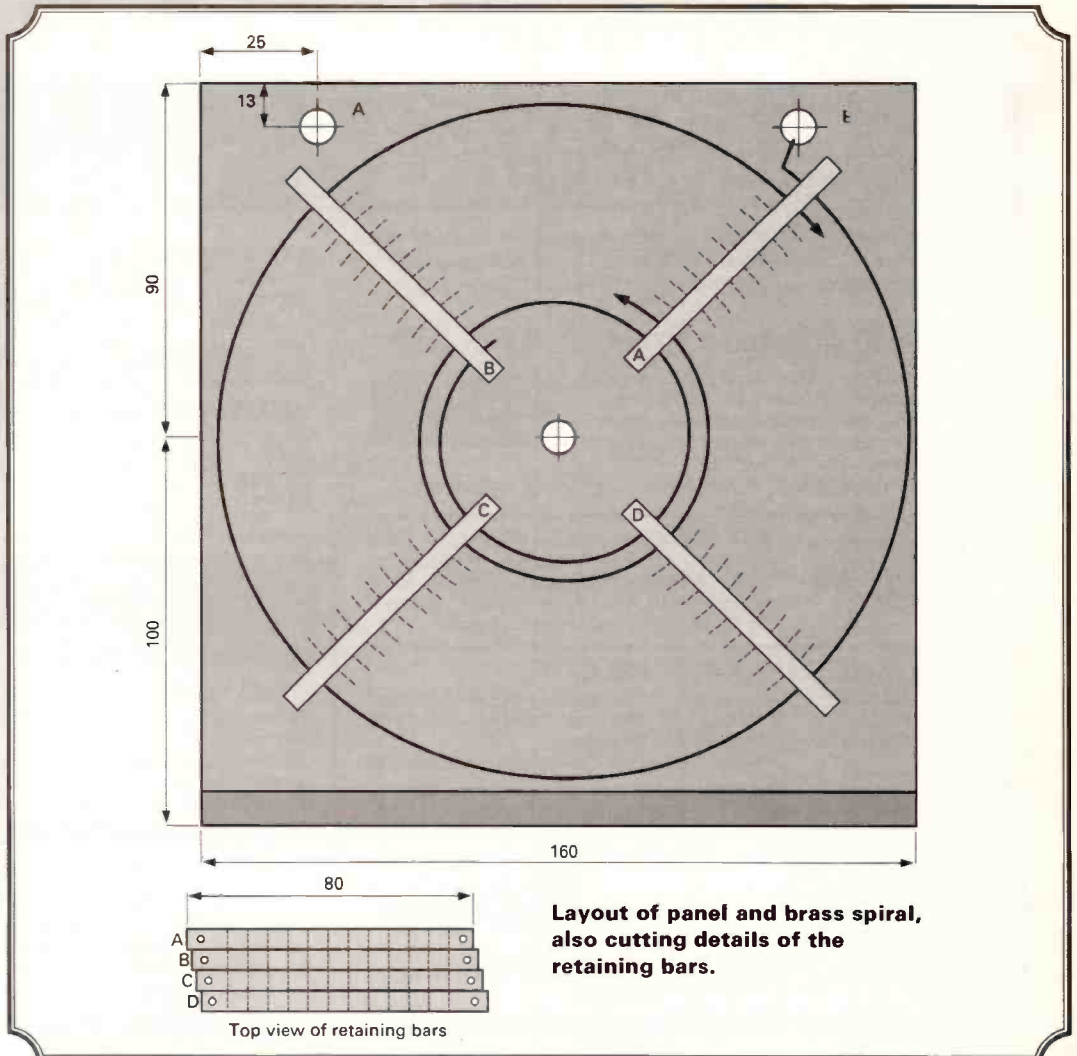 25
13
A
E
90
B
A
C
D
100
160
80
A
B
C
D
Top view of retaining bars
Layout of panel and brass spiral,
also cutting details of the
retaining bars.